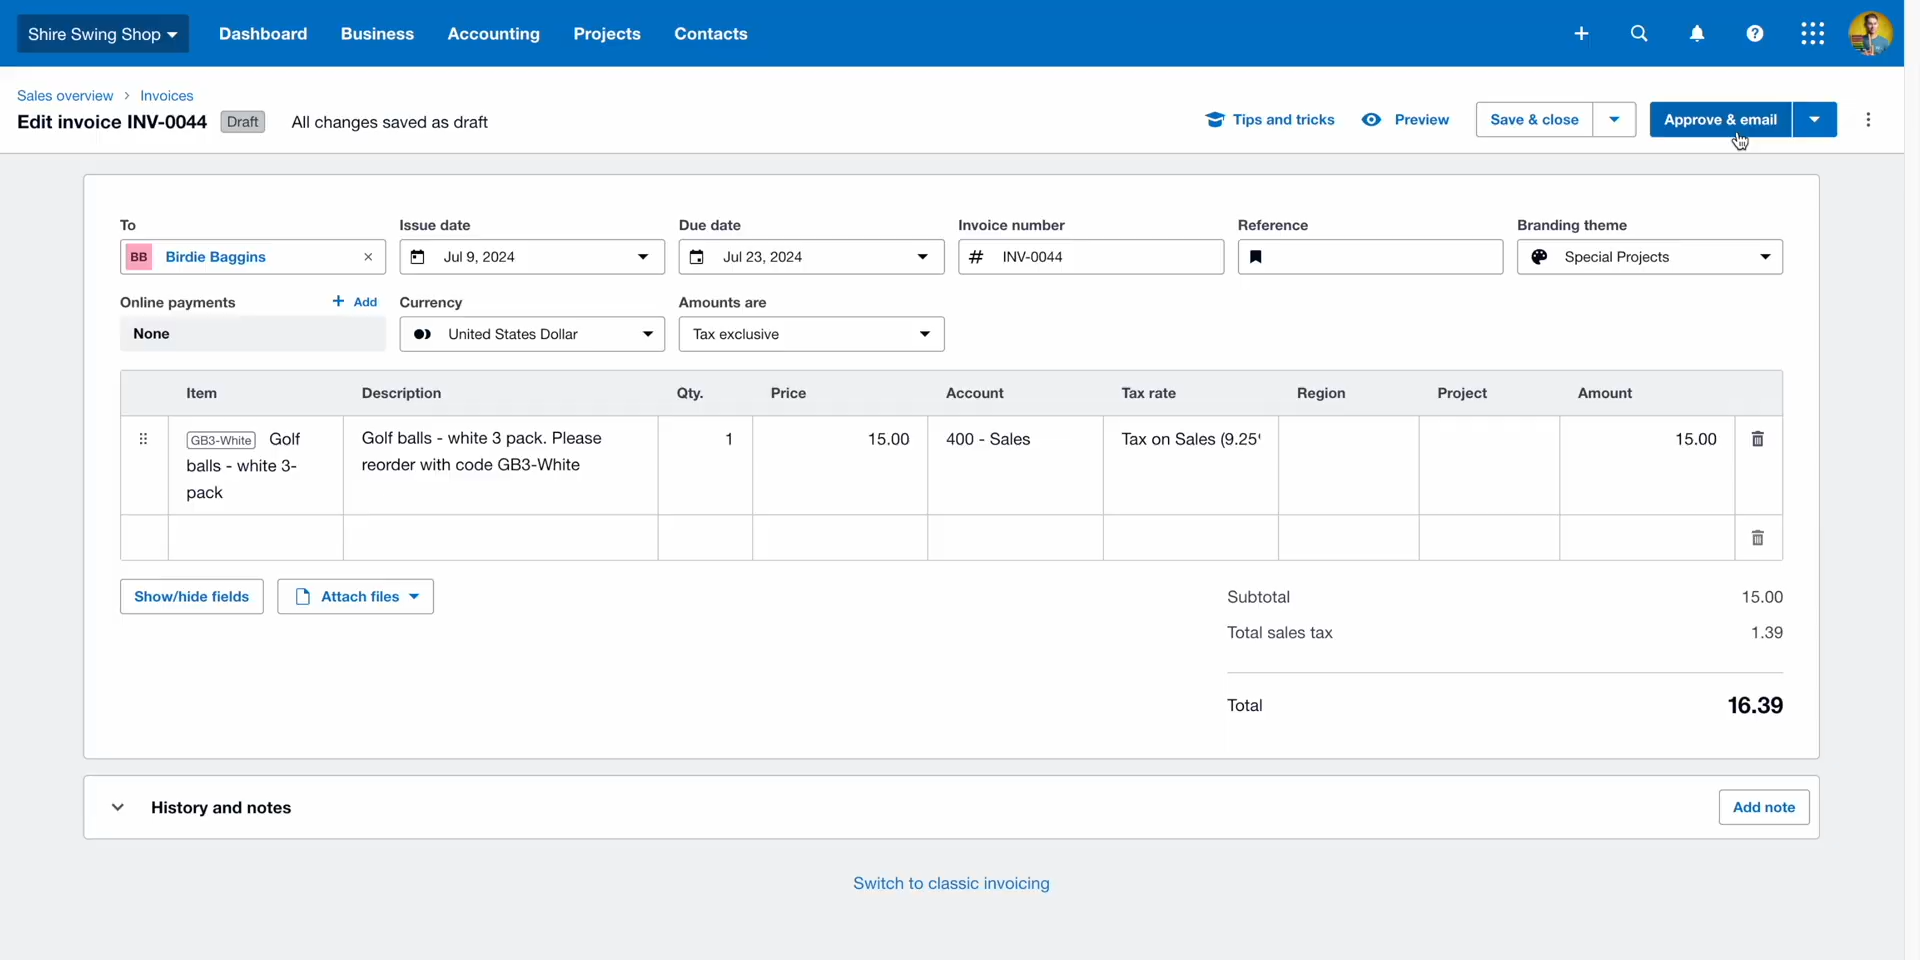 Shire Swing Shop Dashboard Business Accounting Projects Contacts
Sales overview > Invoices
Edit invoice INV-0044 Draft All changes saved as draft
Tips and tricks Preview Save & close Approve & email
To Issue date Due date Invoice number Reference Branding theme
BB Birdie Baggins × Jul 9, 2024 Jul 23, 2024 # INV-0044 Special Projects
Online payments + Add Currency Amounts are
None United States Dollar Tax exclusive
Item Description Qty. Price Account Tax rate Region Project Amount
GB3-White Golf Golf balls - white 3 pack. Please 1 15.00 400 - Sales Tax on Sales (9.25' 15.00
balls - white 3- reorder with code GB3-White
pack
Show/hide fields Attach files
Subtotal 15.00
Total sales tax 1.39
Total 16.39
History and notes Add note
Switch to classic invoicing